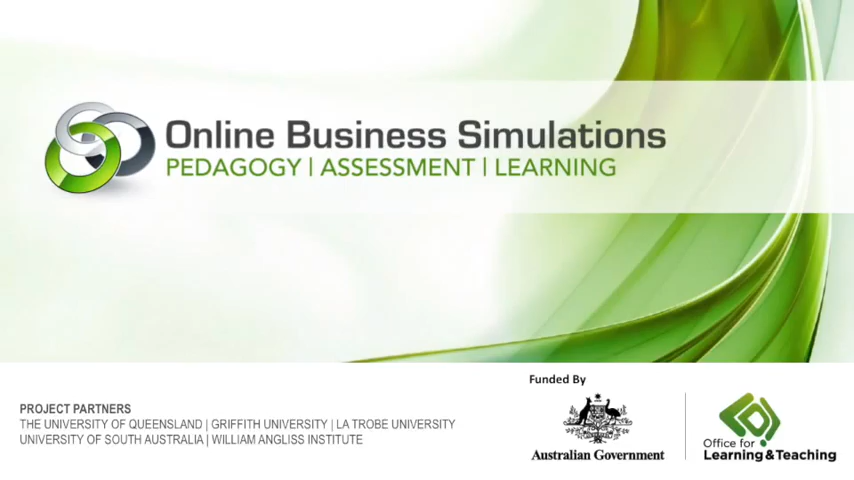 Online Business Simulations
PEDAGOGY | ASSESSMENT | LEARNING
Funded By
PROJECT PARTNERS
THE UNIVERSITY OF QUEENSLAND | GRIFFITH UNIVERSITY | LA TROBE UNIVERSITY
UNIVERSITY OF SOUTH AUSTRALIA | WILLIAM ANGLISS INSTITUTE
Australian Government
Office for
Learning & Teaching